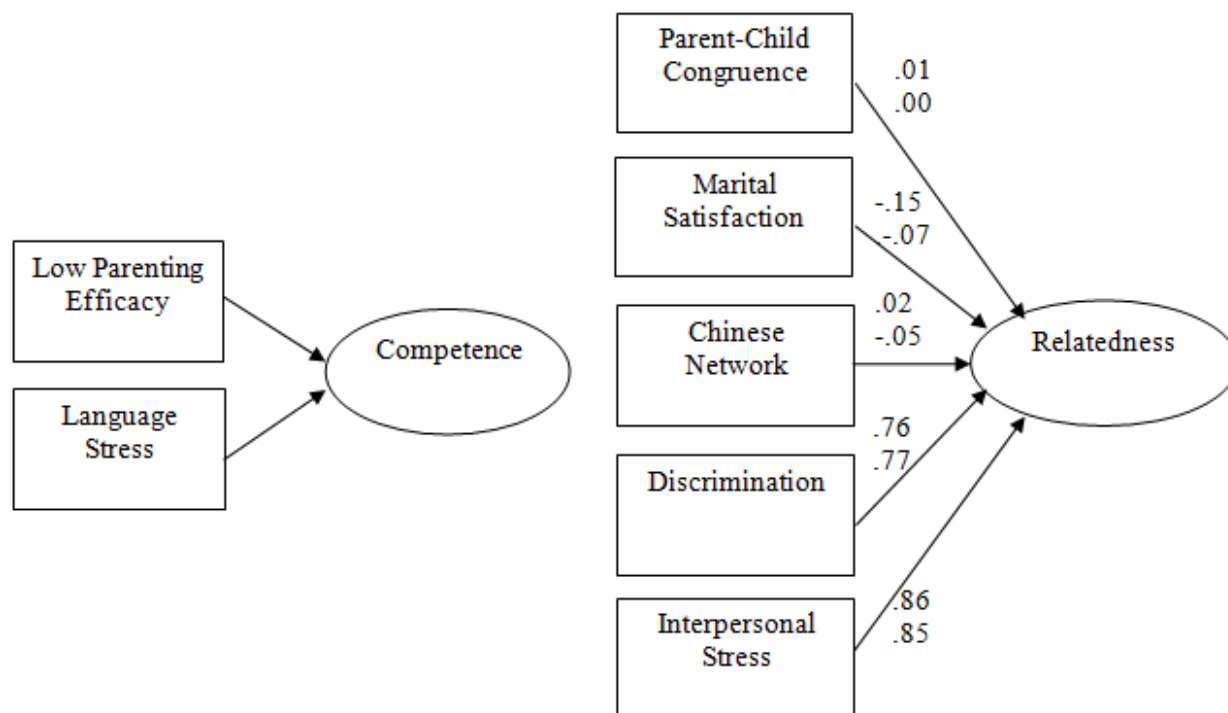 Low Parenting
Efficacy
Language
Stress
Competence
Parent-Child
Congruence
.01
.00
Marital
Satisfaction
-.15
-.07
Chinese
Network
.02
-.05
Discrimination
.76
.77
Interpersonal
Stress
.86
.85
Relatedness